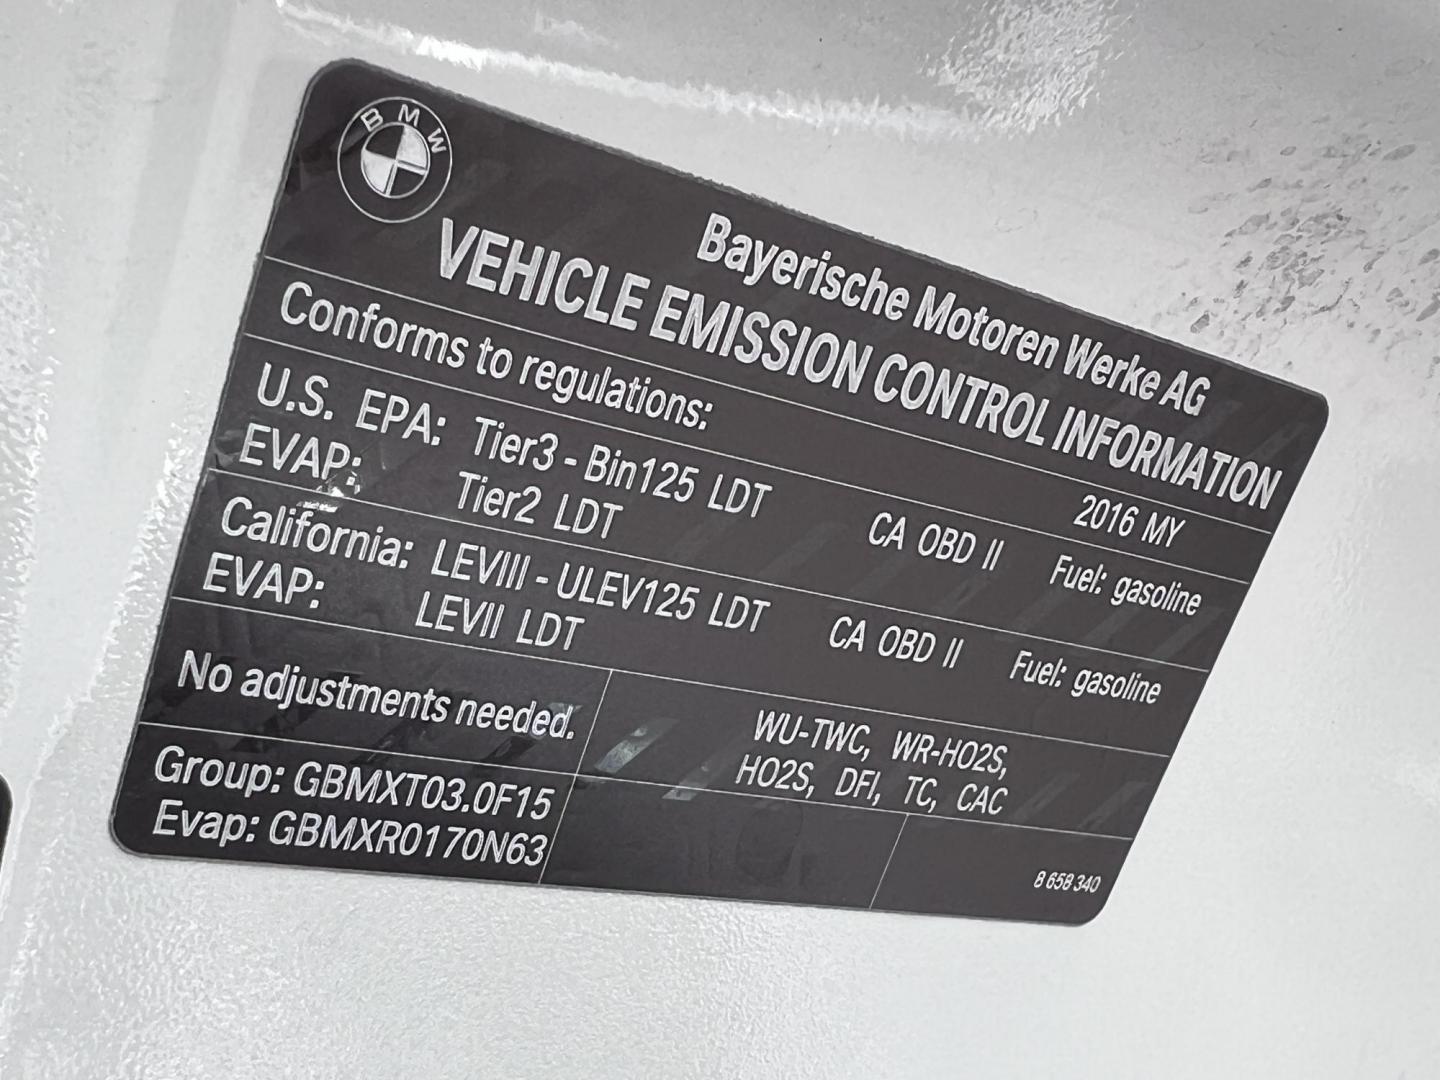 BMW
Bayerische Motoren Werke AG
VEHICLE EMISSION CONTROL INFORMATION
Conforms to regulations: 2016 MY
U.S. EPA: Tier3 - Bin125 LDT CA OBD II Fuel: gasoline
EVAP: Tier2 LDT
California: LEVIII - ULEV125 LDT CA OBD II Fuel: gasoline
EVAP: LEVII LDT
No adjustments needed.
WU-TWC, WR-HO2S,
HO2S, DFI, TC, CAC
Group: GBMXT03.0F15
Evap: GBMXR0170N63
8 658 340